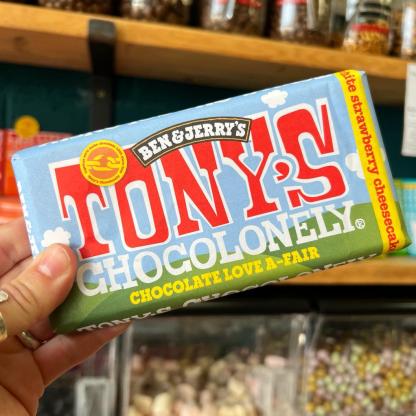 BEN & JERRY'S
TONY'S
CHOCOLONELY®
CHOCOLATE LOVE A-FAIR
strawberry cheesecak